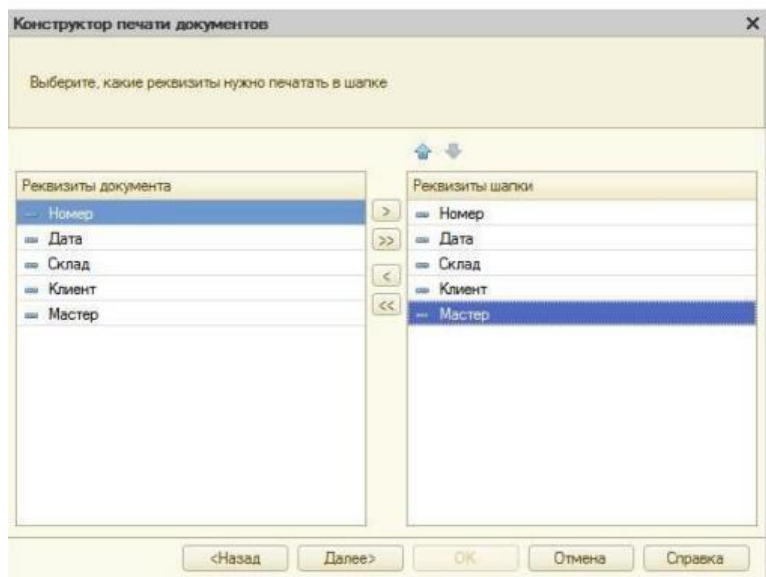 Конструктор печати документов
Выберите, какие реквизиты нужно печатать в шапке
Реквизиты документа
Номер
Дата
Склад
Клиент
Мастер
>
>>
<
<<
Реквизиты шапки
Номер
Дата
Склад
Клиент
Мастер
<Назад
Далее>
OK
Отмена
Справка